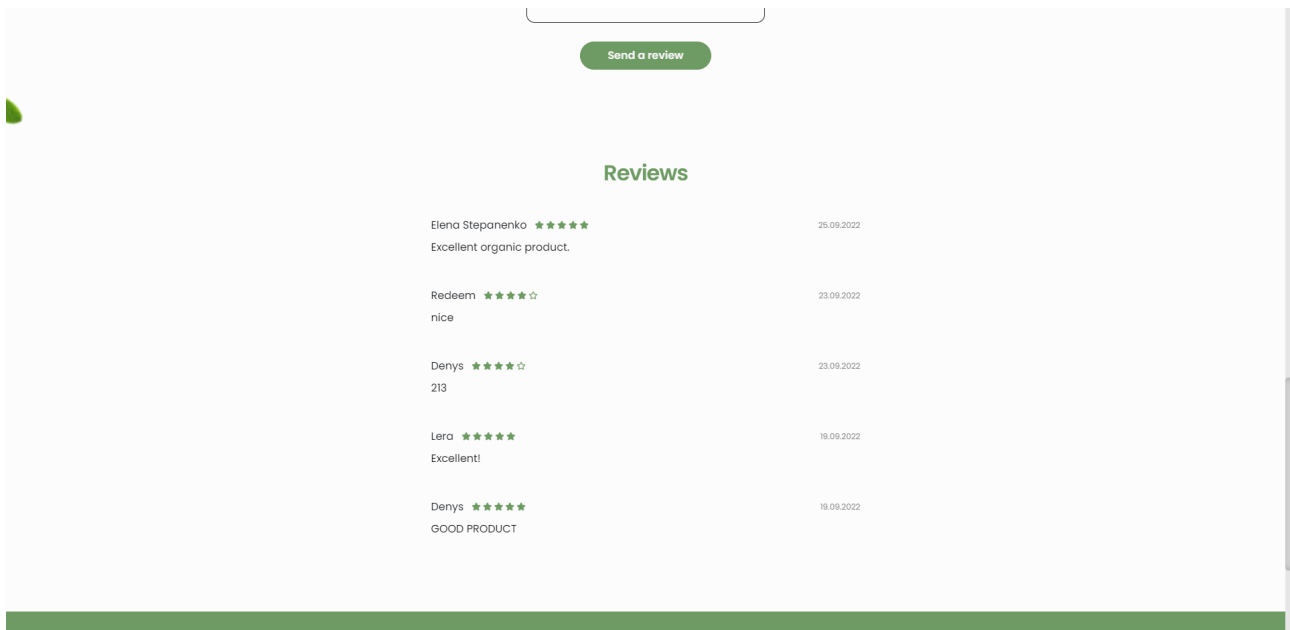 Send a review
Reviews
Elena Stepanenko 25.09.2022
Excellent organic product.
Redeem 23.09.2022
nice
Denys 23.09.2022
213
Lera 19.09.2022
Excellent!
Denys 19.09.2022
GOOD PRODUCT